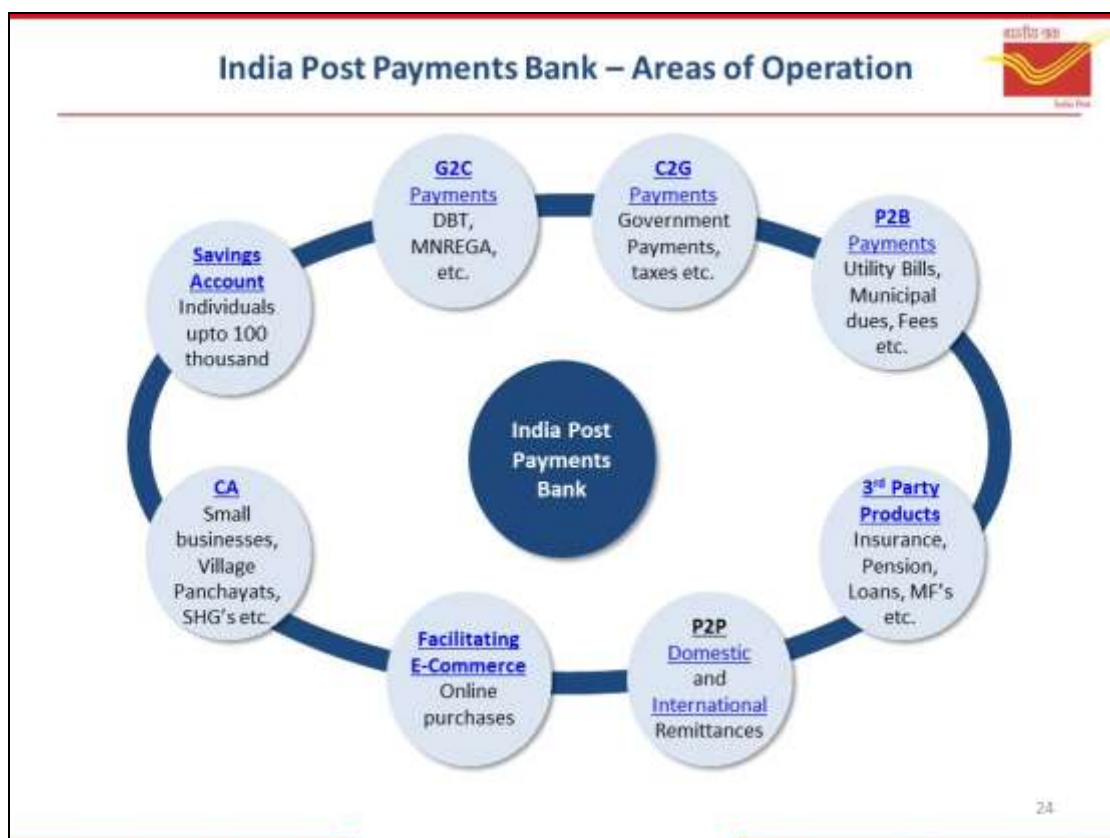 भारतीय डाक
India Post Payments Bank – Areas of Operation
India Post
G2C
Payments
DBT,
MNREGA,
etc.
C2G
Payments
Government
Payments,
taxes etc.
P2B
Payments
Utility Bills,
Municipal
dues, Fees
etc.
3rd Party
Products
Insurance,
Pension,
Loans, MF's
etc.
P2P
Domestic
and
International
Remittances
Facilitating
E-Commerce
Online
purchases
CA
Small
businesses,
Village
Panchayats,
SHG's etc.
Savings
Account
Individuals
upto 100
thousand
India Post
Payments
Bank
24